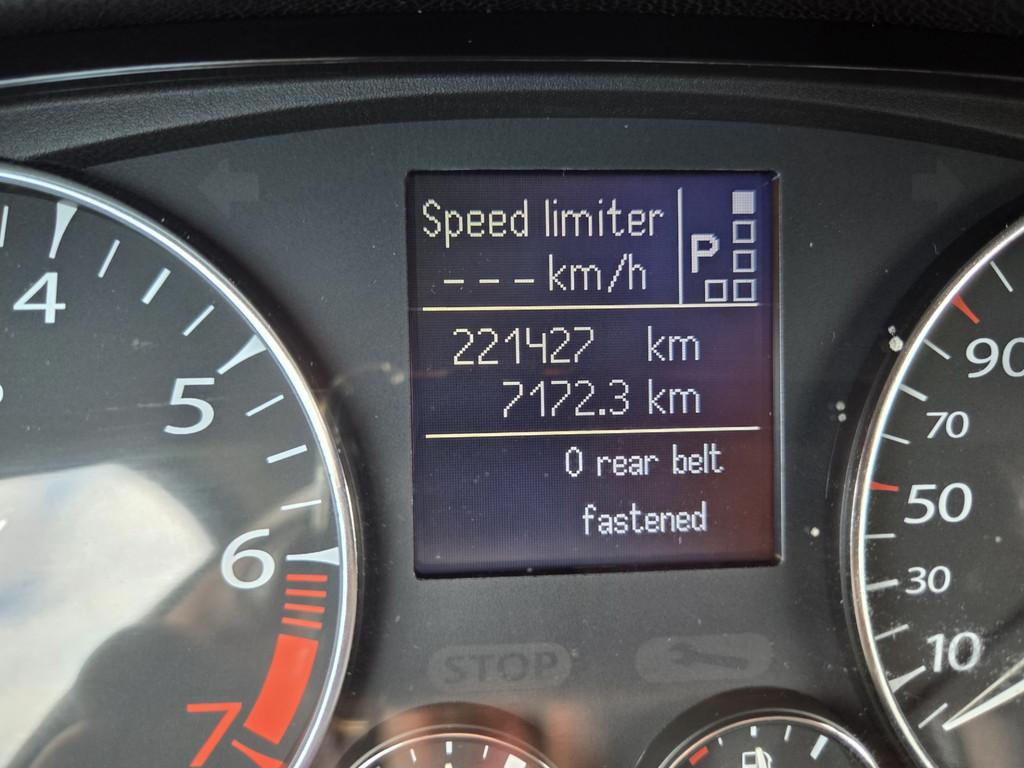 Speed limiter
- - - km/h
P
221427 km
7172.3 km
0 rear belt
fastened
4
5
6
7
90
70
50
30
10
STOP